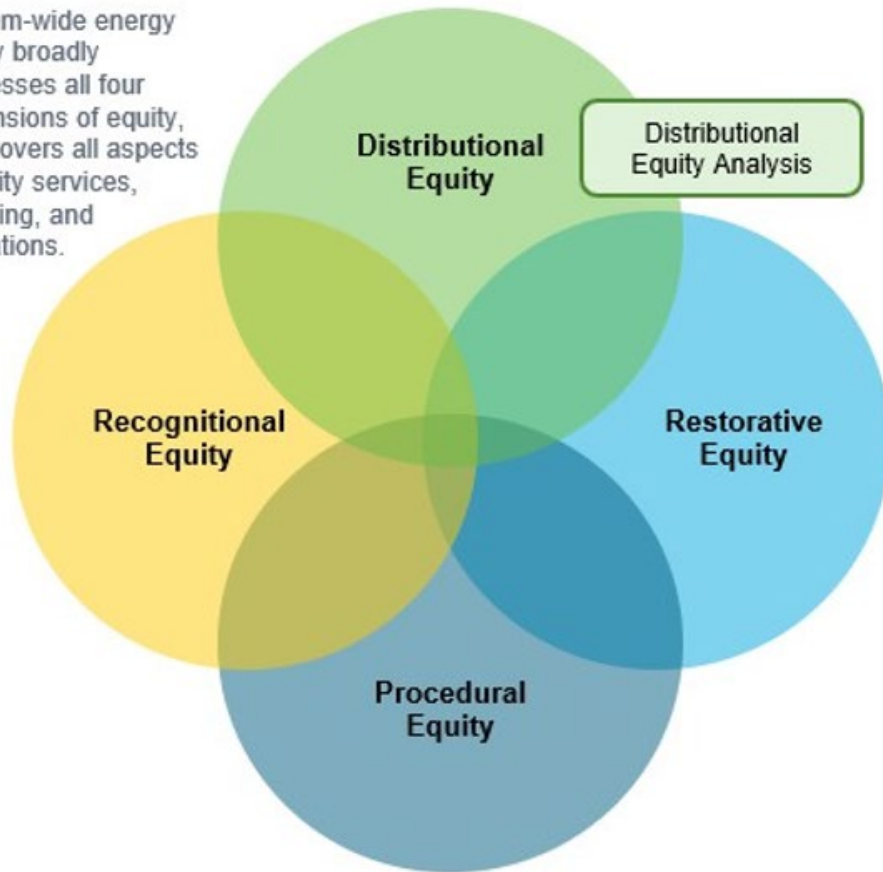 m-wide energy
broadly
esses all four
nsions of equity,
overs all aspects
ity services,
ing, and
tions.
Distributional
Equity
Distributional
Equity Analysis
Recognitional
Equity
Restorative
Equity
Procedural
Equity